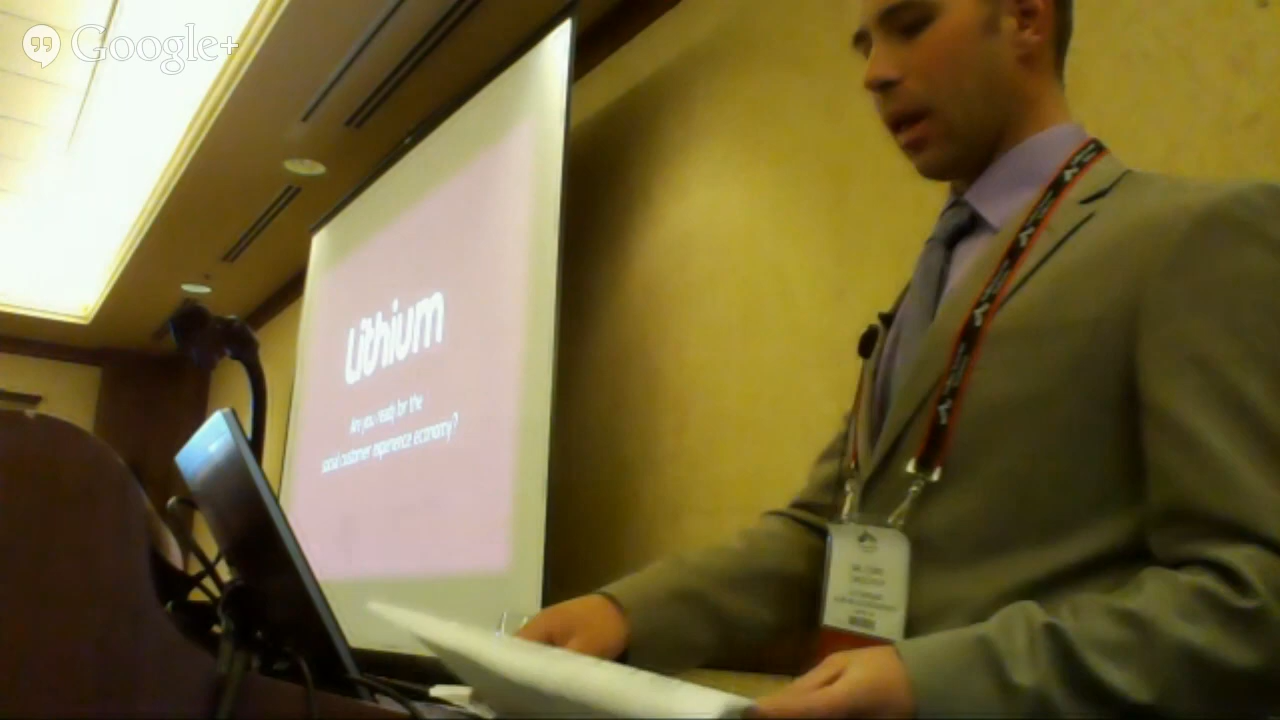 Google+
Lithium
Are you ready for the
social customer experience economy?